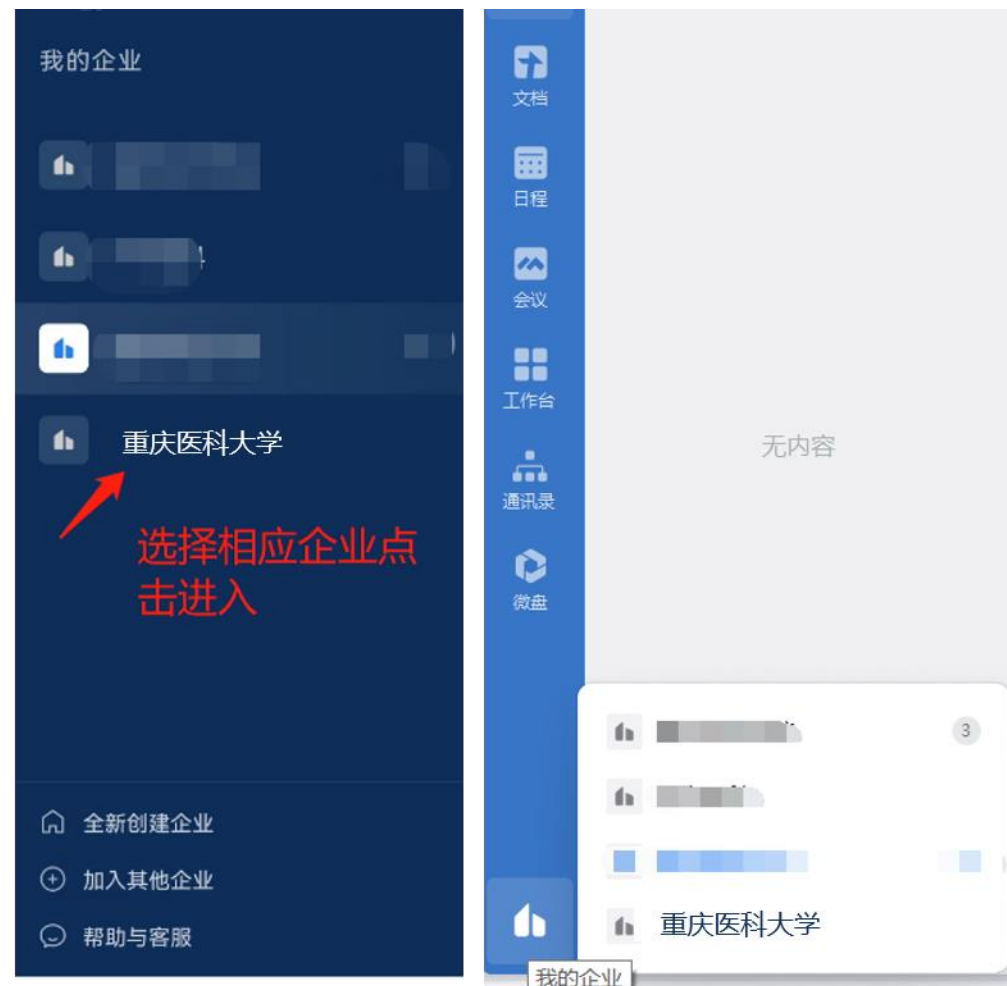 我的企业
重庆医科大学
选择相应企业点
击进入
全新创建企业
加入其他企业
帮助与客服
文档
日程
会议
工作台
通讯录
微盘
无内容
3
重庆医科大学
我的企业